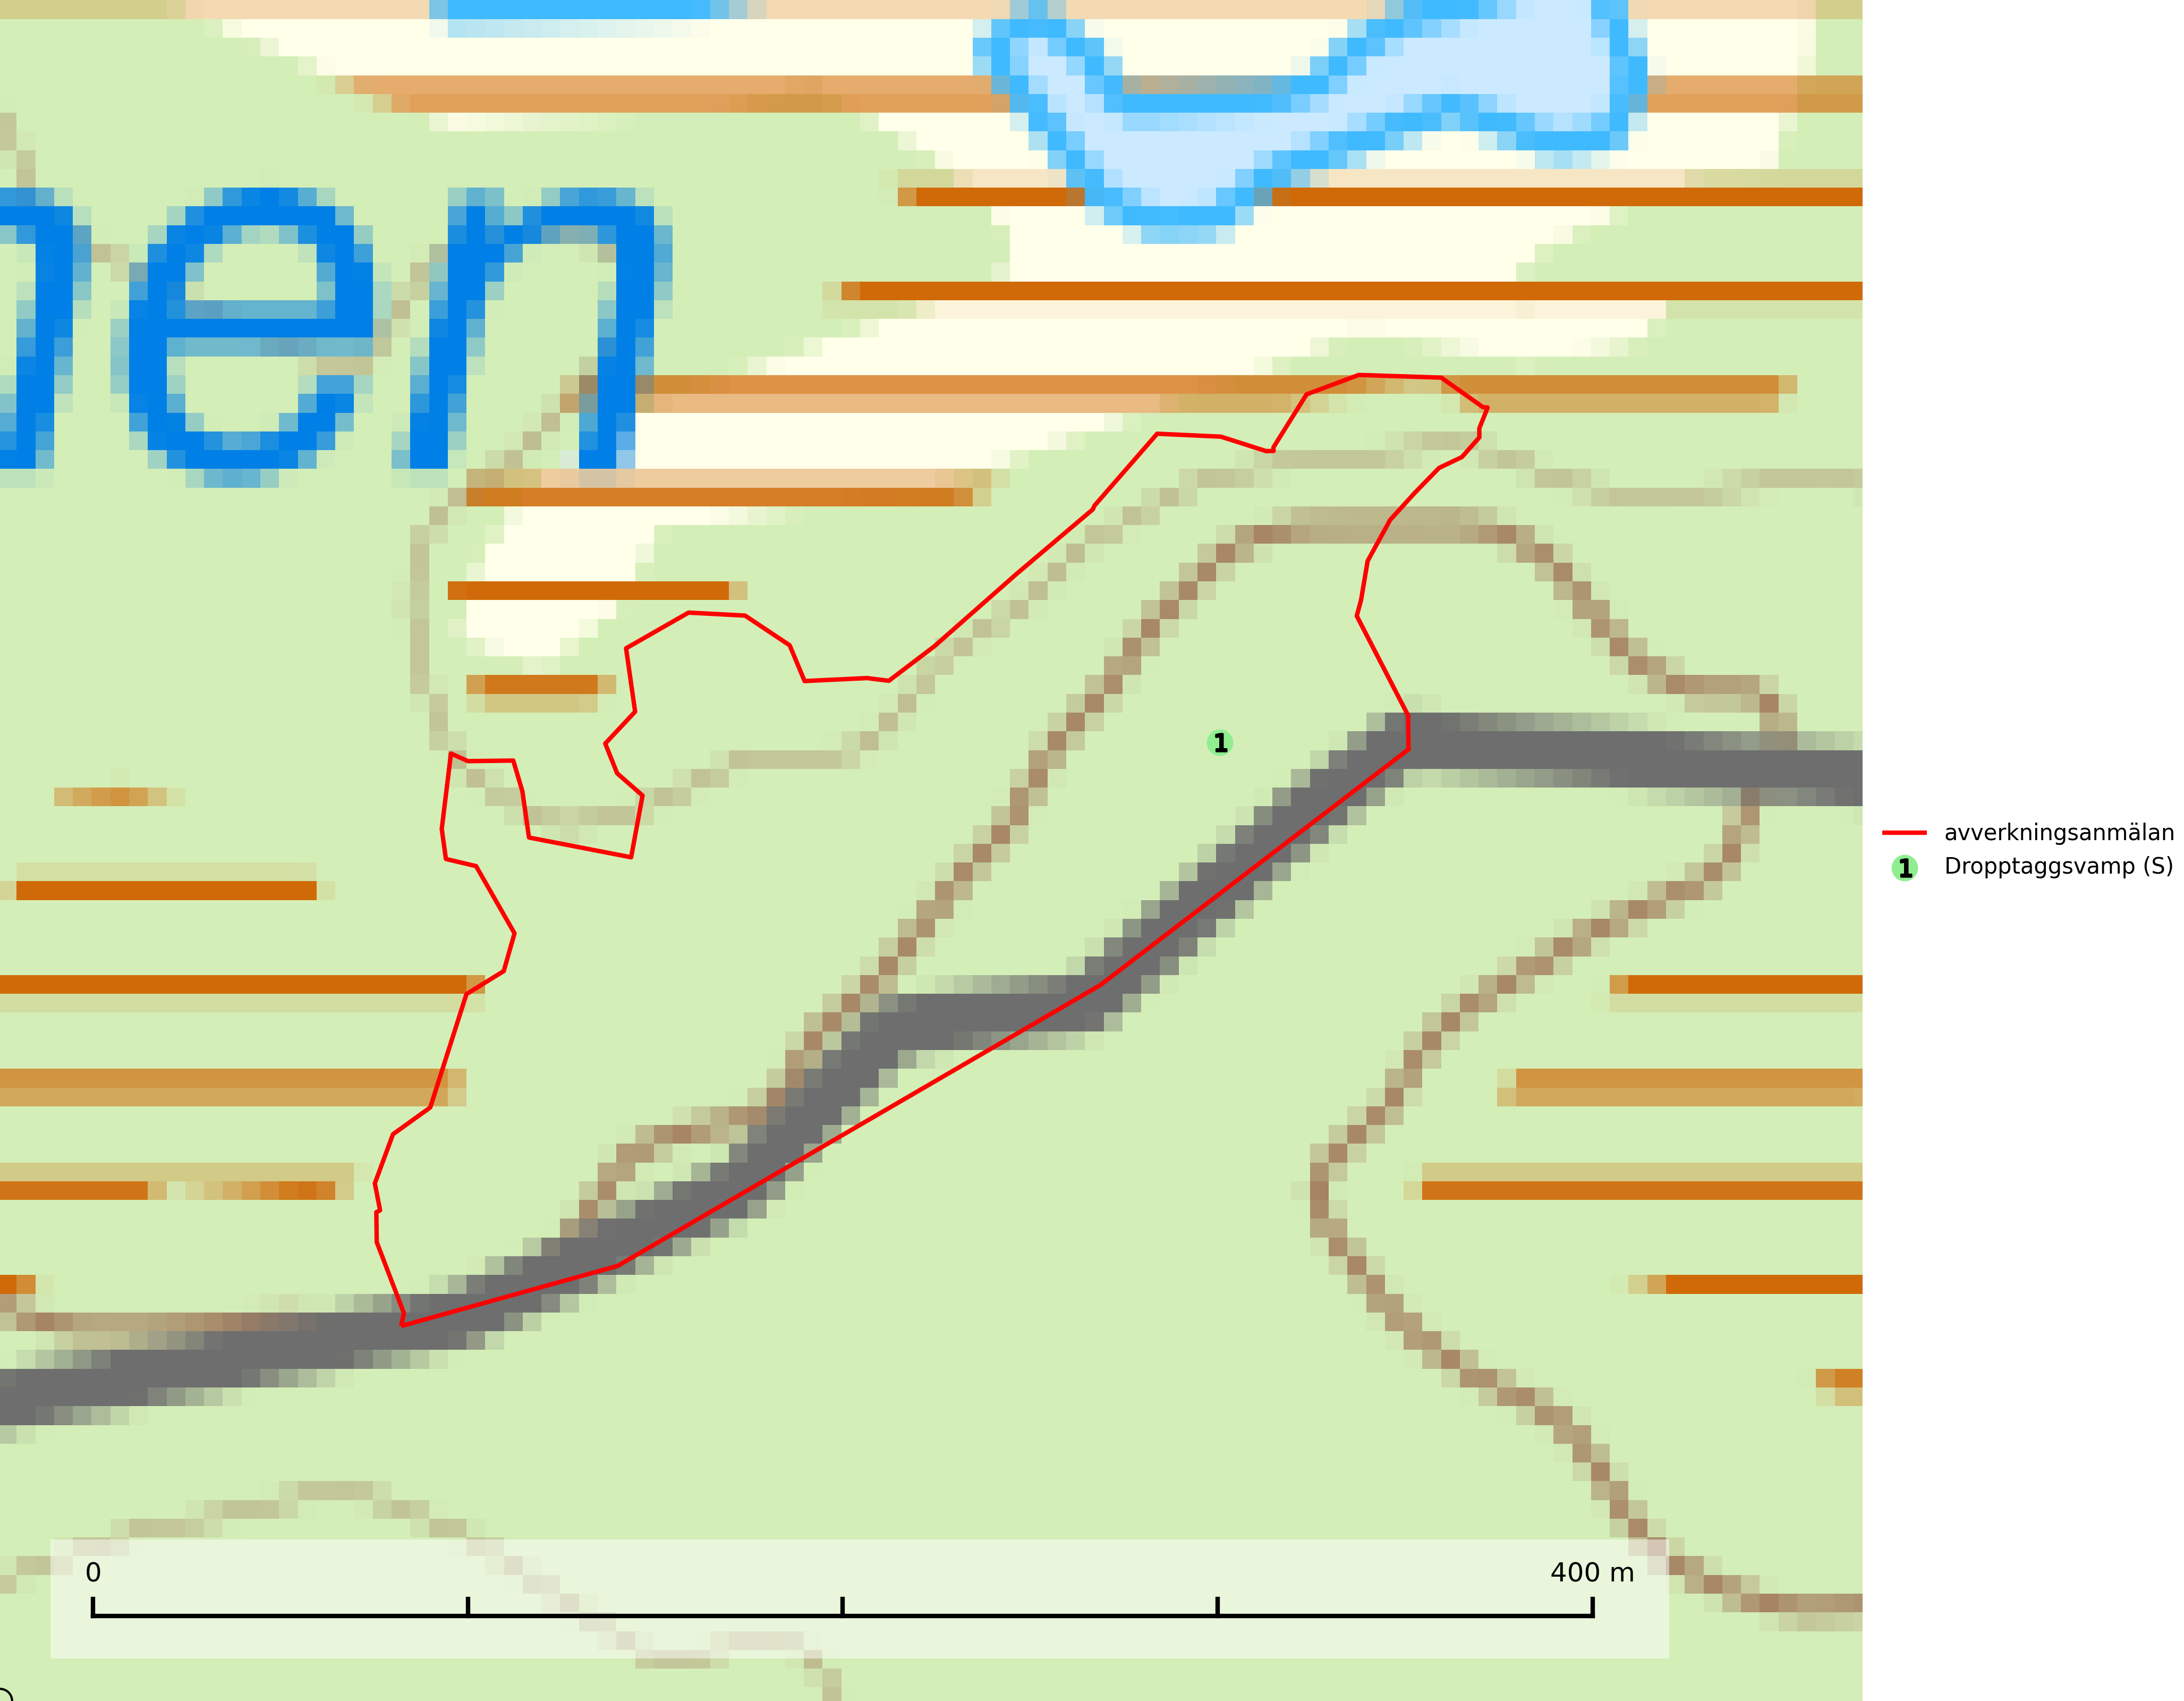 en
1
avverkningsanmälan
1 Dropptaggsvamp (S)
0 400 m